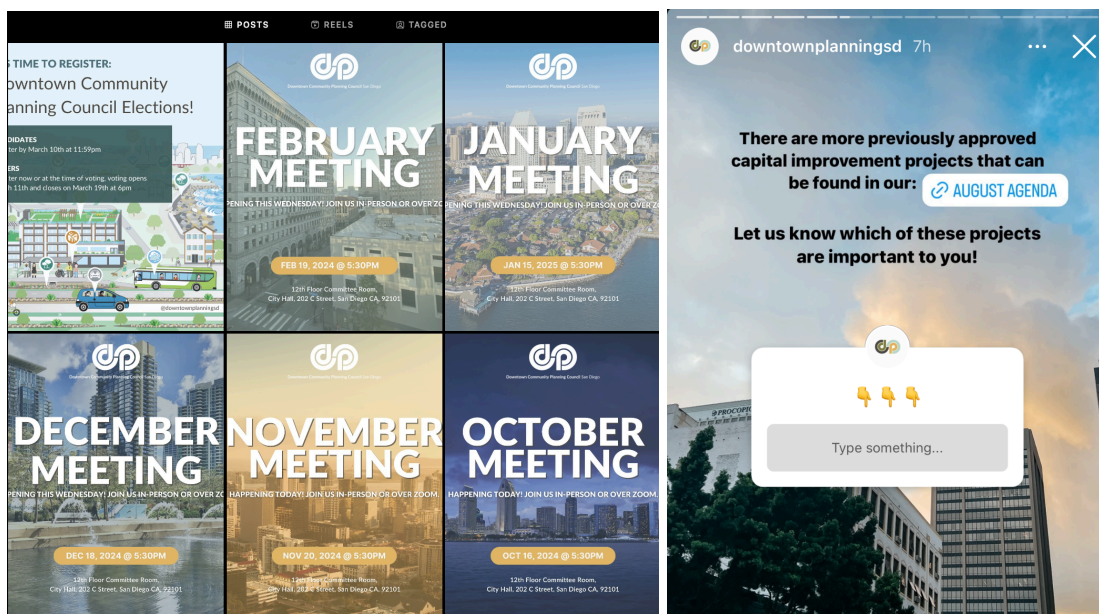 POSTS
REELS
TAGGED
TIME TO REGISTER:
owntown Community
anning Council Elections!
DIDATES
ter by March 10th at 11:59pm
ERS
ter now or at the time of voting, voting opens
h 11th and closes on March 19th at 6pm
@downtownplanningsd
dp
Downtown Community Planning Council San Diego
FEBRUARY
MEETING
PENING THIS WEDNESDAY! JOIN US IN-PERSON OR OVER ZO
FEB 19, 2024 @ 5:30PM
12th Floor Committee Room,
City Hall, 202 C Street, San Diego CA, 92101
dp
Downtown Community Planning Council San Diego
JANUARY
MEETING
PENING THIS WEDNESDAY! JOIN US IN-PERSON OR OVER ZO
JAN 15, 2025 @ 5:30PM
12th Floor Committee Room,
City Hall, 202 C Street, San Diego CA, 92101
dp
Downtown Community Planning Council San Diego
DECEMBER
MEETING
PENING THIS WEDNESDAY! JOIN US IN-PERSON OR OVER ZO
DEC 18, 2024 @ 5:30PM
12th Floor Committee Room,
City Hall, 202 C Street, San Diego CA, 92101
dp
Downtown Community Planning Council San Diego
NOVEMBER
MEETING
HAPPENING TODAY! JOIN US IN-PERSON OR OVER ZOOM.
NOV 20, 2024 @ 5:30PM
12th Floor Committee Room,
City Hall, 202 C Street, San Diego CA, 92101
dp
Downtown Community Planning Council San Diego
OCTOBER
MEETING
HAPPENING TODAY! JOIN US IN-PERSON OR OVER ZOOM.
OCT 16, 2024 @ 5:30PM
12th Floor Committee Room,
City Hall, 202 C Street, San Diego CA, 92101
dp
downtownplanningsd 7h
There are more previously approved
capital improvement projects that can
be found in our: AUGUST AGENDA
Let us know which of these projects
are important to you!
dp
PROCOPIO
Type something...